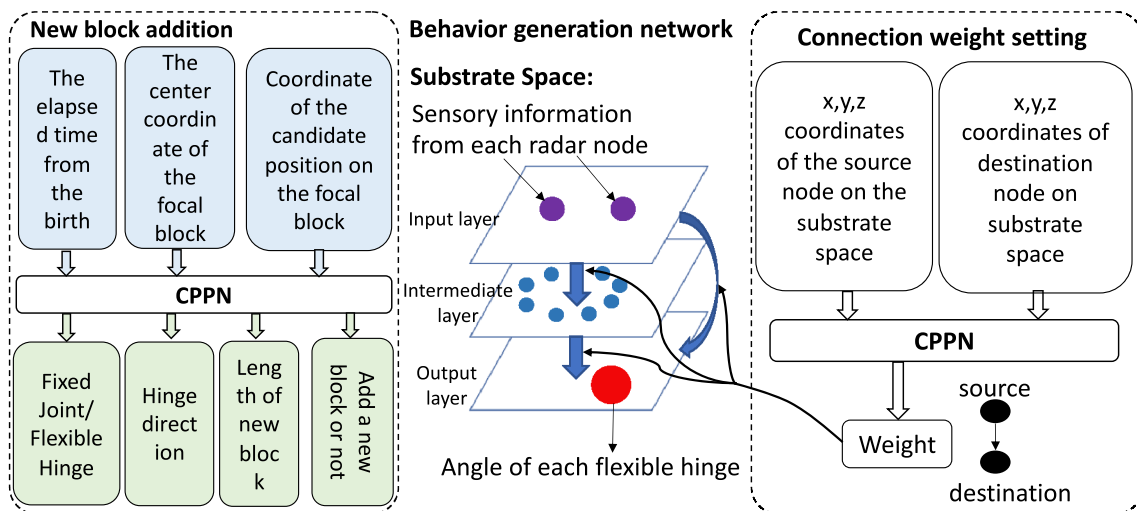 New block addition
The
elapse
d time
from
the
birth
The
center
coordin
ate of
the
focal
block
Coordinate
of the
candidate
position on
the focal
block
CPPN
Fixed
Joint/
Flexible
Hinge
Hinge
direct
ion
Leng
th of
new
bloc
k
Add a new
block or not
Behavior generation network
Substrate Space:
Sensory information
from each radar node
Input layer
Intermediate
layer
Output
layer
Angle of each flexible hinge
Connection weight setting
x,y,z
coordinates
of the source
node on the
substrate
space
x,y,z
coordinates of
destination
node on
substrate
space
CPPN
Weight
source
destination